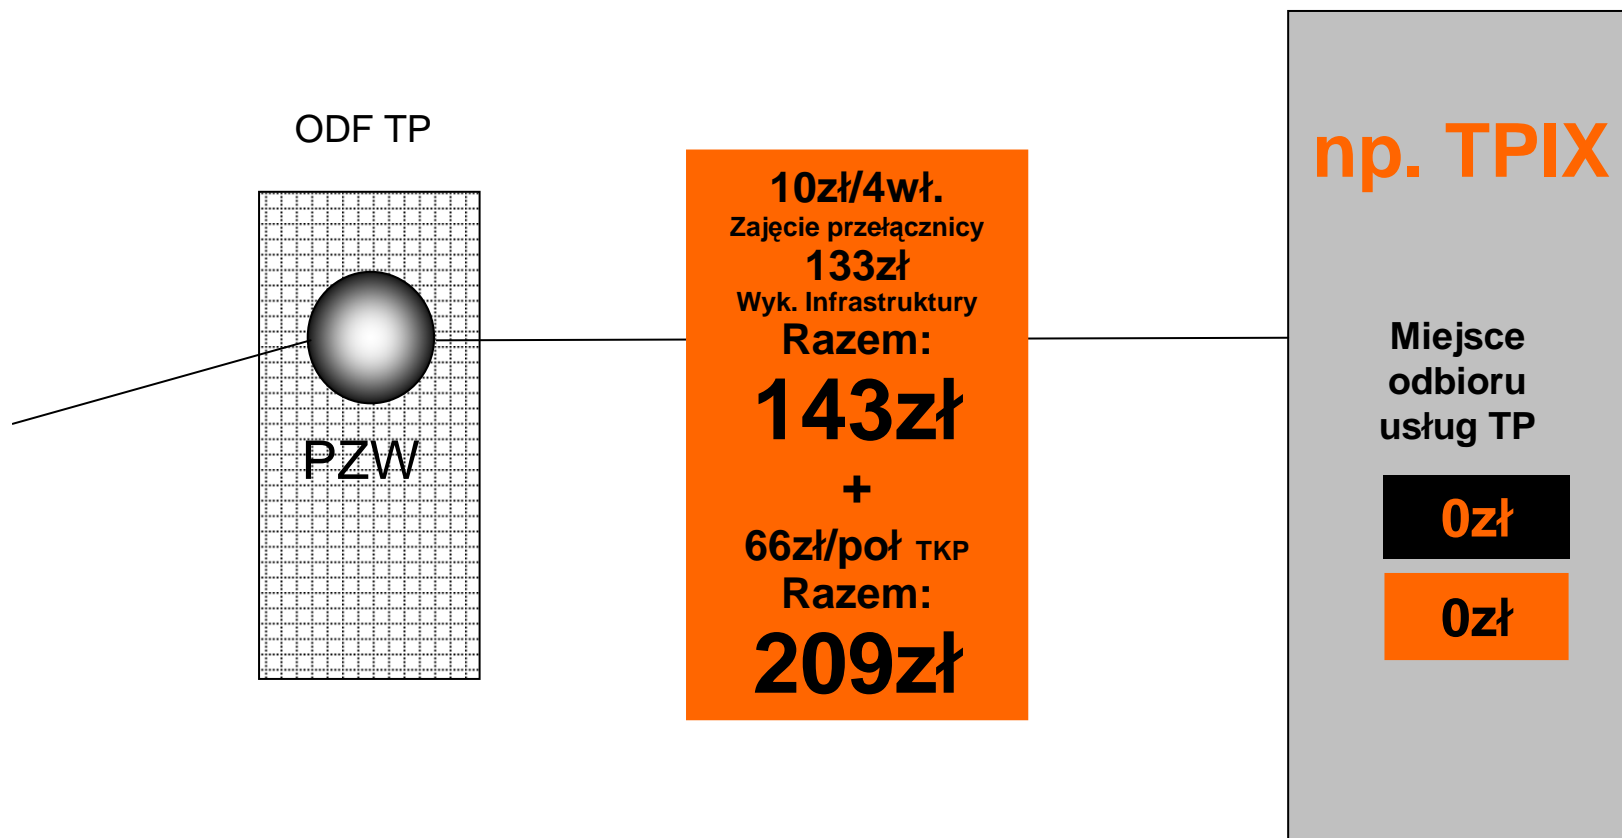 ODF TP
PZW
10zł/4wł.
Zajęcie przełącznicy
133zł
Wyk. Infrastruktury
Razem:
143zł
+
66zł/poł TKP
Razem:
209zł
np. TPIX
Miejsce
odbioru
usług TP
0zł
0zł